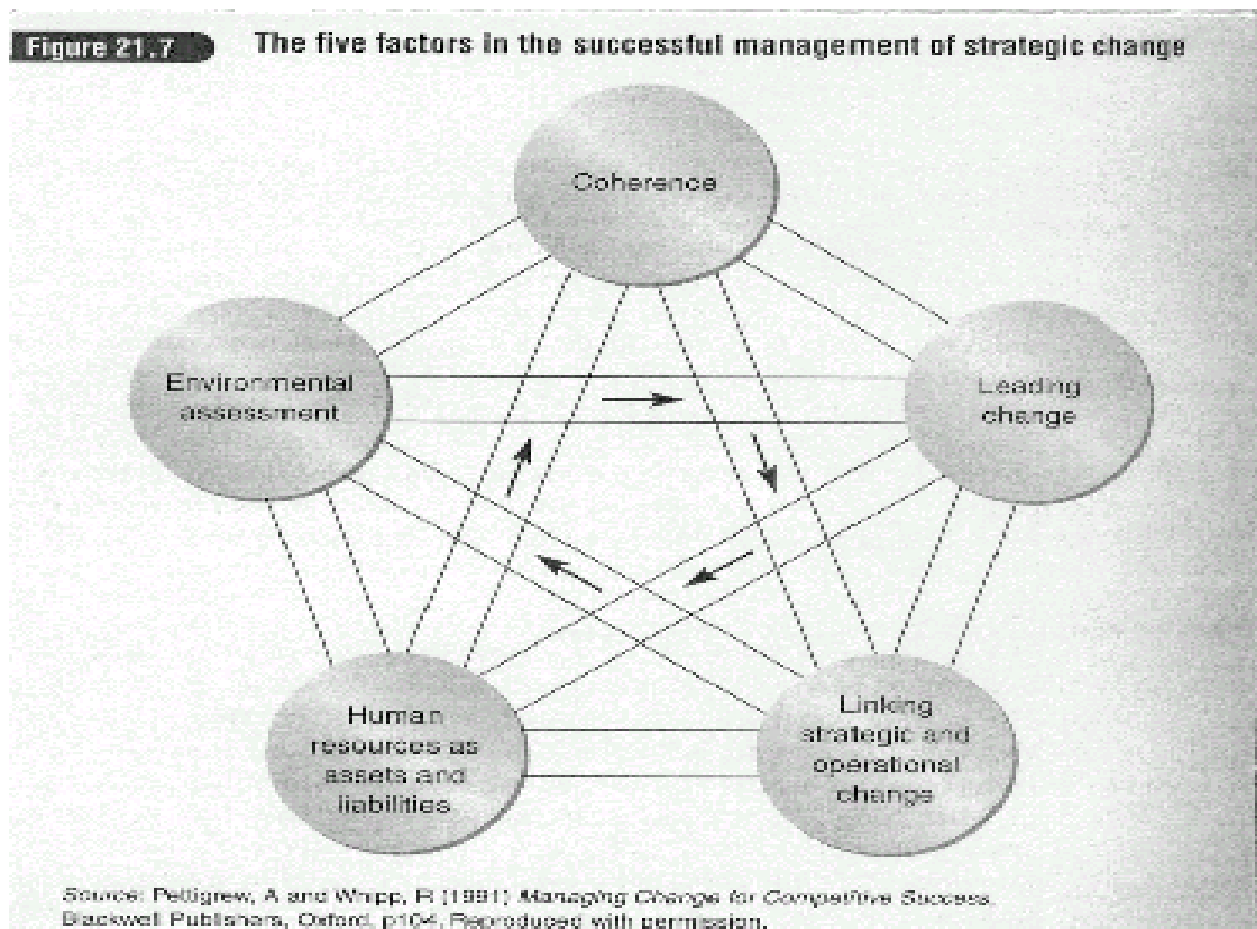 Figure 21.7
The five factors in the successful management of strategic change
Coherence
Environmental
assessment
Leading
change
Human
resources as
assets and
liabilities
Linking
strategic and
operational
change
Source: Pettigrew, A and Whipp, R (1991) Managing Change for Competitive Success,
Blackwell Publishers, Oxford, p104. Reproduced with permission.